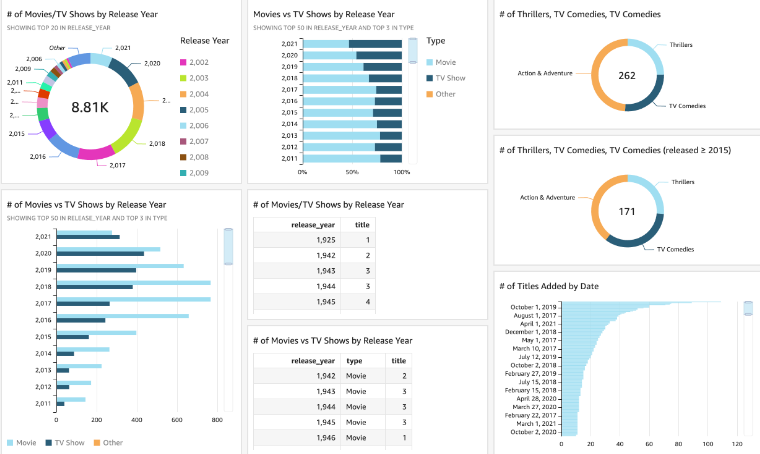 # of Movies/TV Shows by Release Year
SHOWING TOP 20 IN RELEASE_YEAR
Other
2,021
2,006
2,020
2,009
2,011
2...
2...
2,...
2,...
2,015
2,018
2,016
2,017
Release Year
2,002
2,003
2,004
2,005
2,006
2,007
2,008
2,009
Movies vs TV Shows by Release Year
SHOWING TOP 50 IN RELEASE_YEAR AND TOP 3 IN TYPE
2,021
2,020
2,019
2,018
2,017
2,016
2,015
2,014
2,013
2,012
2,011
0%
50%
100%
Type
Movie
TV Show
Other
# of Thrillers, TV Comedies, TV Comedies
Thrillers
Action & Adventure
262
TV Comedies
# of Thrillers, TV Comedies, TV Comedies (released ≥ 2015)
Thrillers
Action & Adventure
171
TV Comedies
8.81K
# of Movies vs TV Shows by Release Year
SHOWING TOP 50 IN RELEASE_YEAR AND TOP 3 IN TYPE
2,021
2,020
2,019
2,018
2,017
2,016
2,015
2,014
2,013
2,012
2,011
0 200 400 600 800
Movie TV Show Other
# of Movies/TV Shows by Release Year
release_year title
1,925 1
1,942 2
1,943 3
1,944 3
1,945 4
# of Movies vs TV Shows by Release Year
release_year type title
1,942 Movie 2
1,943 Movie 3
1,944 Movie 3
1,945 Movie 3
1,946 Movie 1
# of Titles Added by Date
October 1, 2019
August 1, 2017
April 1, 2021
December 1, 2018
May 1, 2017
March 10, 2017
July 12, 2019
October 2, 2018
February 27, 2019
July 15, 2018
February 15, 2018
April 28, 2020
March 27, 2020
February 22, 2017
March 1, 2021
October 2, 2020
0 20 40 60 80 100 120